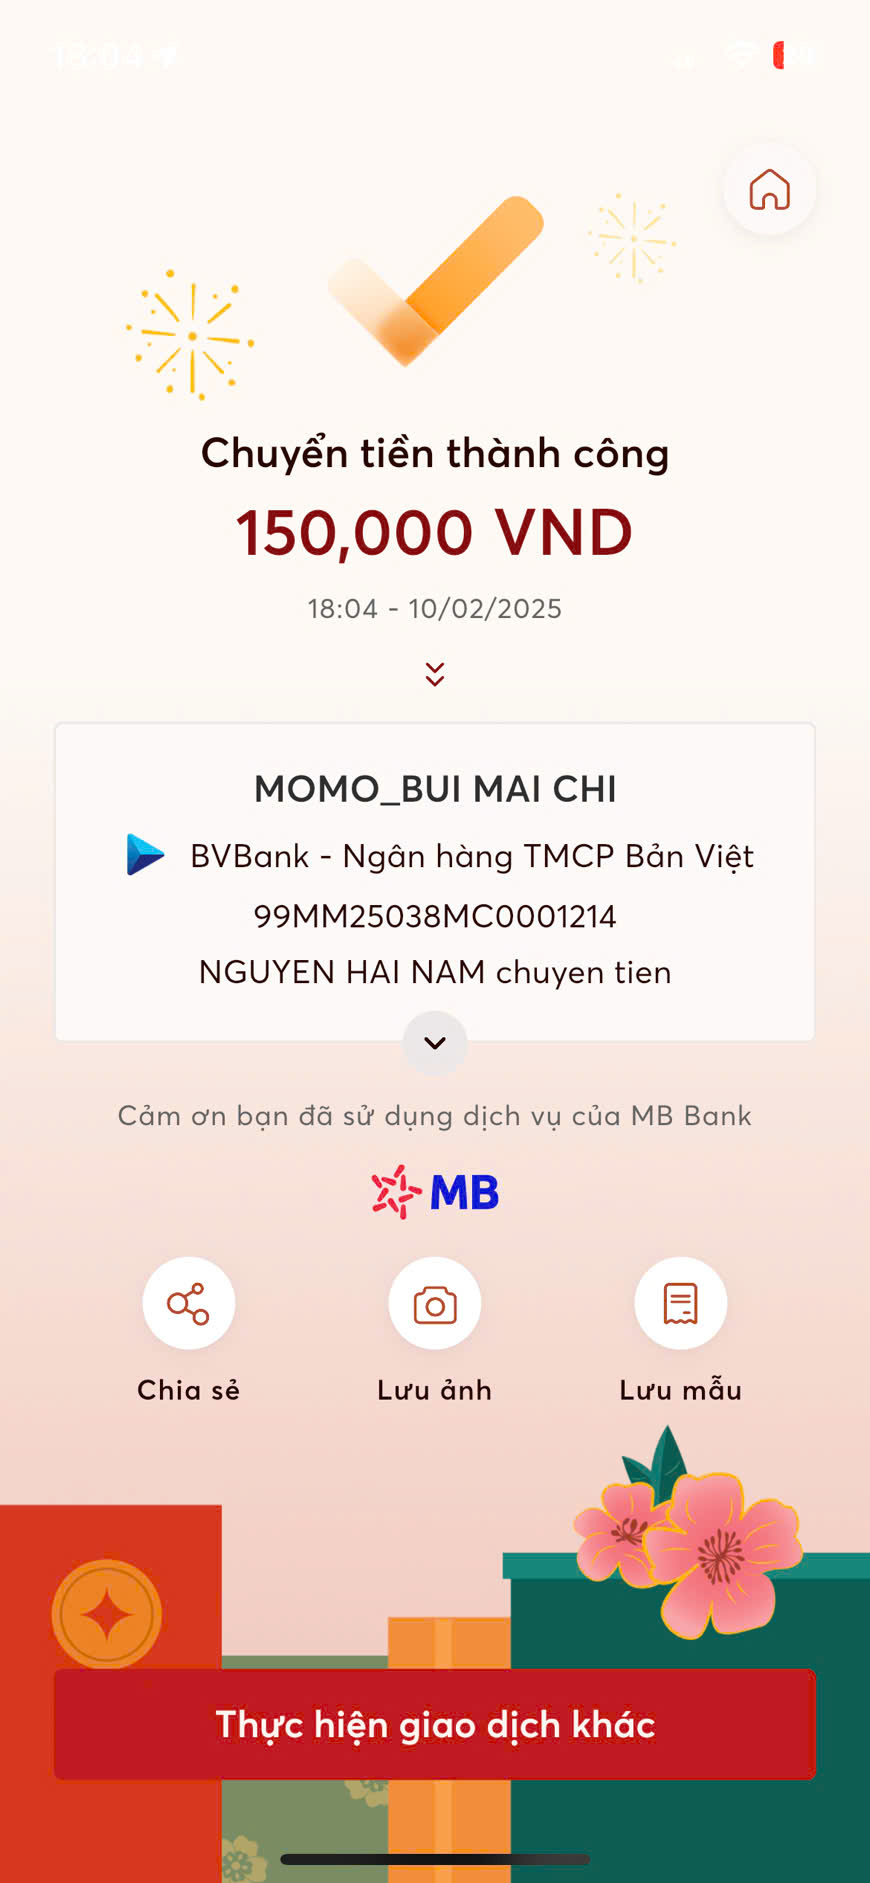 18:04
Chuyển tiền thành công
150,000 VND
18:04 - 10/02/2025
MOMO_BUI MAI CHI
BVBank - Ngân hàng TMCP Bản Việt
99MM25038MC0001214
NGUYEN HAI NAM chuyen tien
Cảm ơn bạn đã sử dụng dịch vụ của MB Bank
MB
Chia sẻ
Lưu ảnh
Lưu mẫu
Thực hiện giao dịch khác